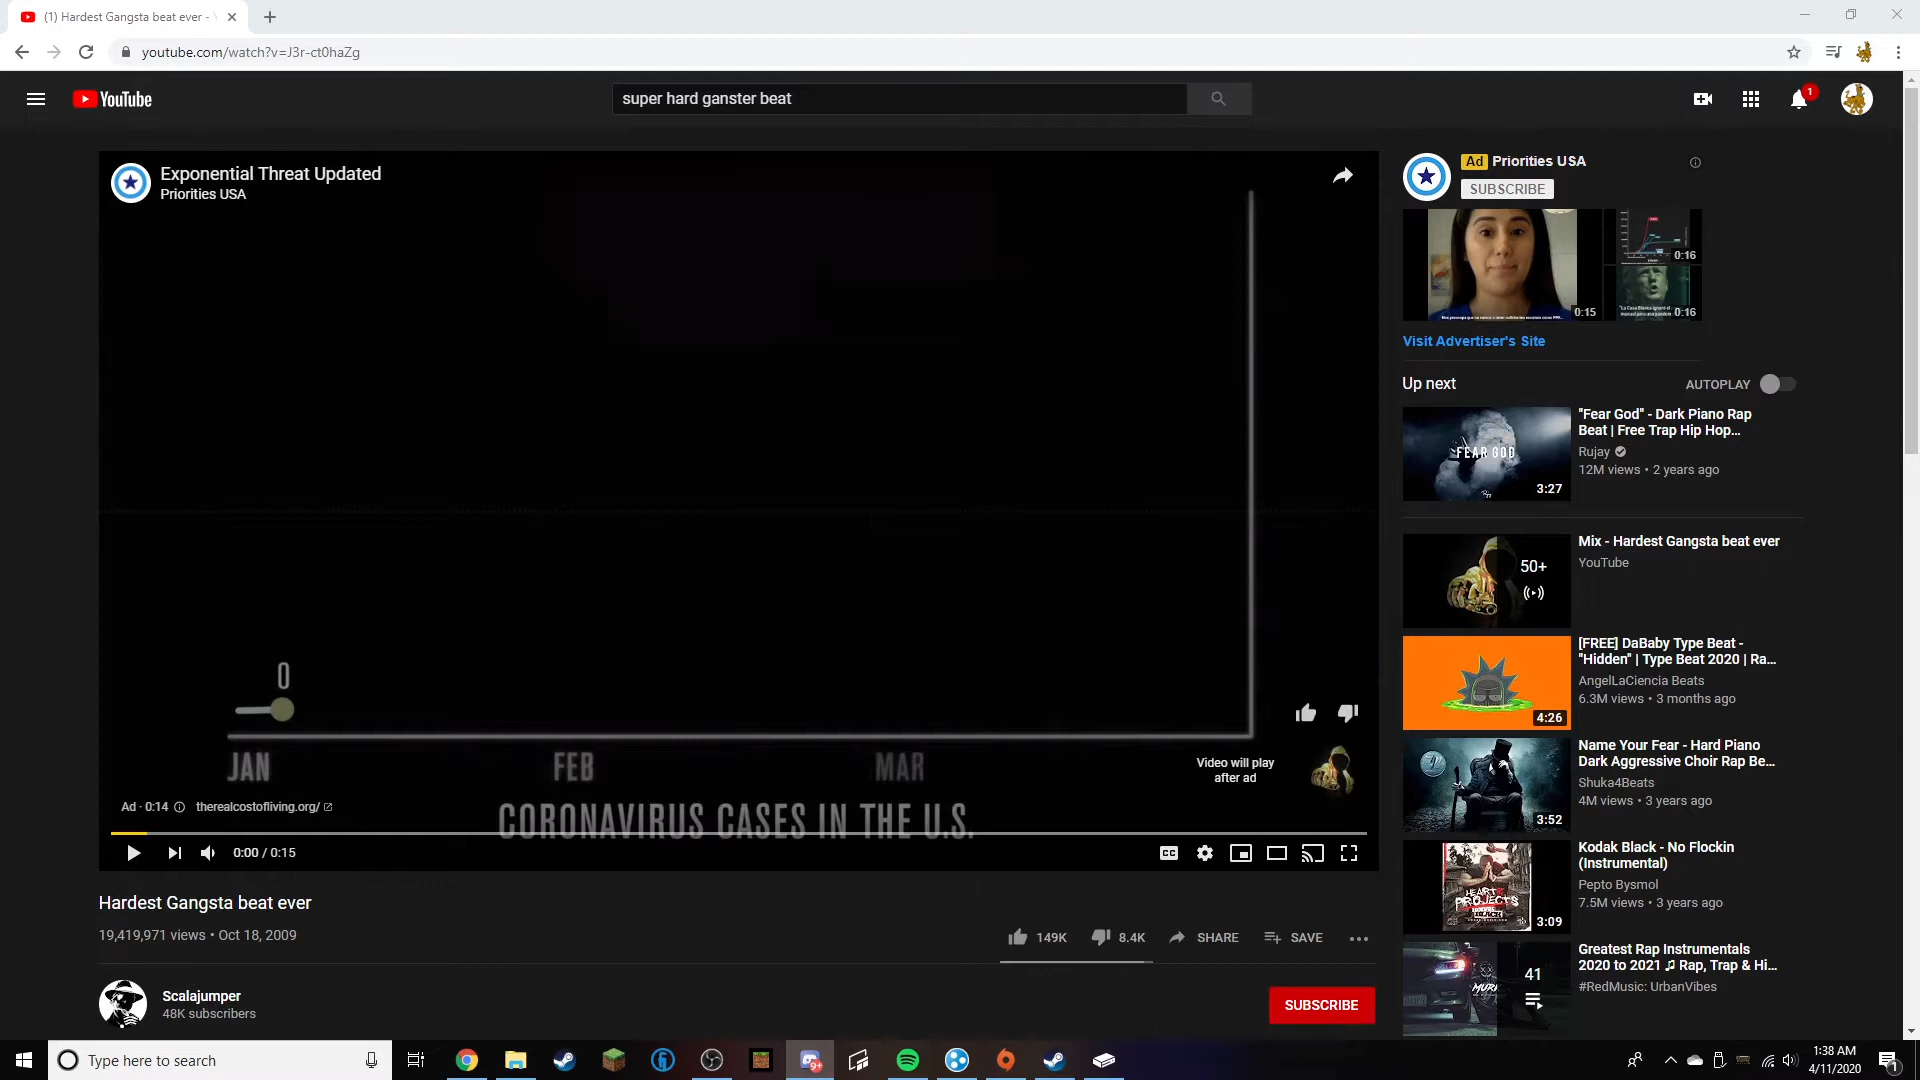 (1) Hardest Gangsta beat ever -
youtube.com/watch?v=J3r-ct0haZg
YouTube
super hard ganster beat
1
Exponential Threat Updated
Priorities USA
0
JAN FEB MAR
CORONAVIRUS CASES IN THE U.S.
Video will play
after ad
Ad · 0:14 therealcostofliving.org/
0:00 / 0:15
CC
Hardest Gangsta beat ever
19,419,971 views • Oct 18, 2009
149K 8.4K SHARE SAVE
Scalajumper
48K subscribers
SUBSCRIBE
Ad Priorities USA
SUBSCRIBE
0:15
0:16
0:16
Visit Advertiser's Site
Up next AUTOPLAY
FEAR GOD
3:27
"Fear God" - Dark Piano Rap
Beat | Free Trap Hip Hop...
Rujay
12M views • 2 years ago
50+
Mix - Hardest Gangsta beat ever
YouTube
4:26
[FREE] DaBaby Type Beat -
"Hidden" | Type Beat 2020 | Ra...
AngelLaCiencia Beats
6.3M views • 3 months ago
3:52
Name Your Fear - Hard Piano
Dark Aggressive Choir Rap Be...
Shuka4Beats
4M views • 3 years ago
HEART
PROJECTS
BLACK
3:09
Kodak Black - No Flockin
(Instrumental)
Pepto Bysmol
7.5M views • 3 years ago
41
Greatest Rap Instrumentals
2020 to 2021 ♫ Rap, Trap & Hi...
#RedMusic: UrbanVibes
Type here to search
9+
1:38 AM
4/11/2020
1